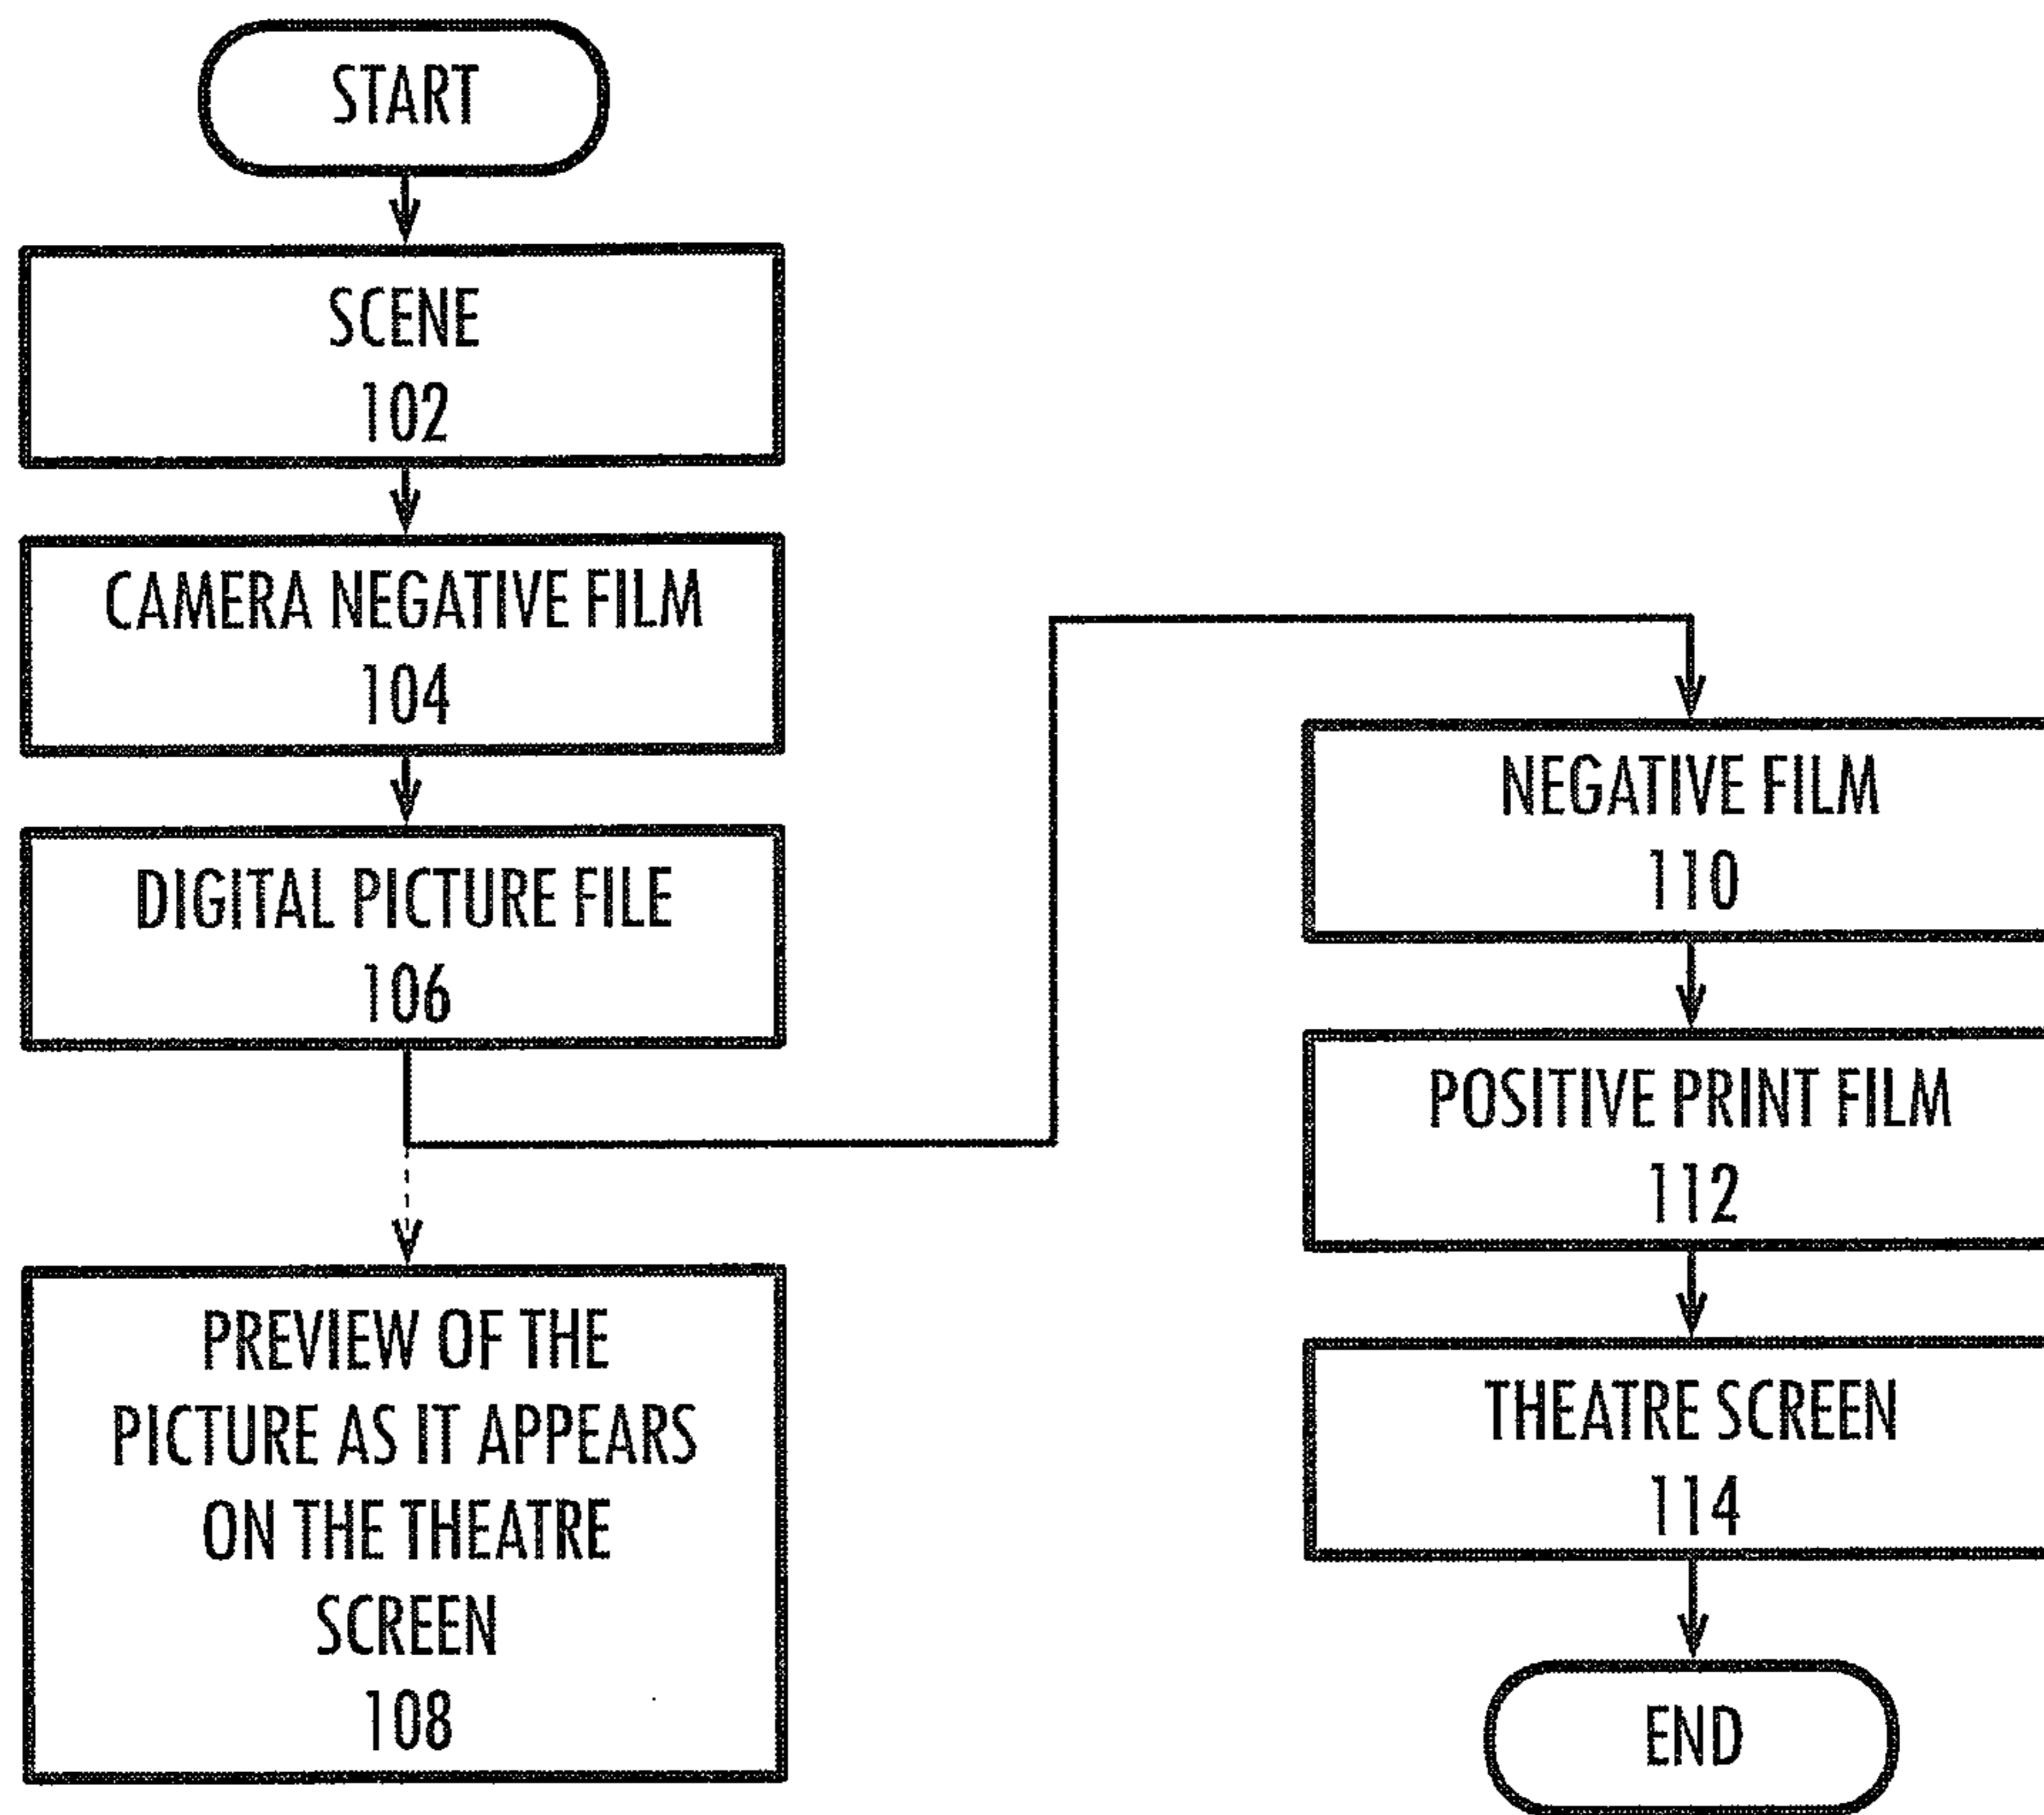 START
SCENE
102
CAMERA NEGATIVE FILM
104
DIGITAL PICTURE FILE
106
PREVIEW OF THE
PICTURE AS IT APPEARS
ON THE THEATRE
SCREEN
108
NEGATIVE FILM
110
POSITIVE PRINT FILM
112
THEATRE SCREEN
114
END